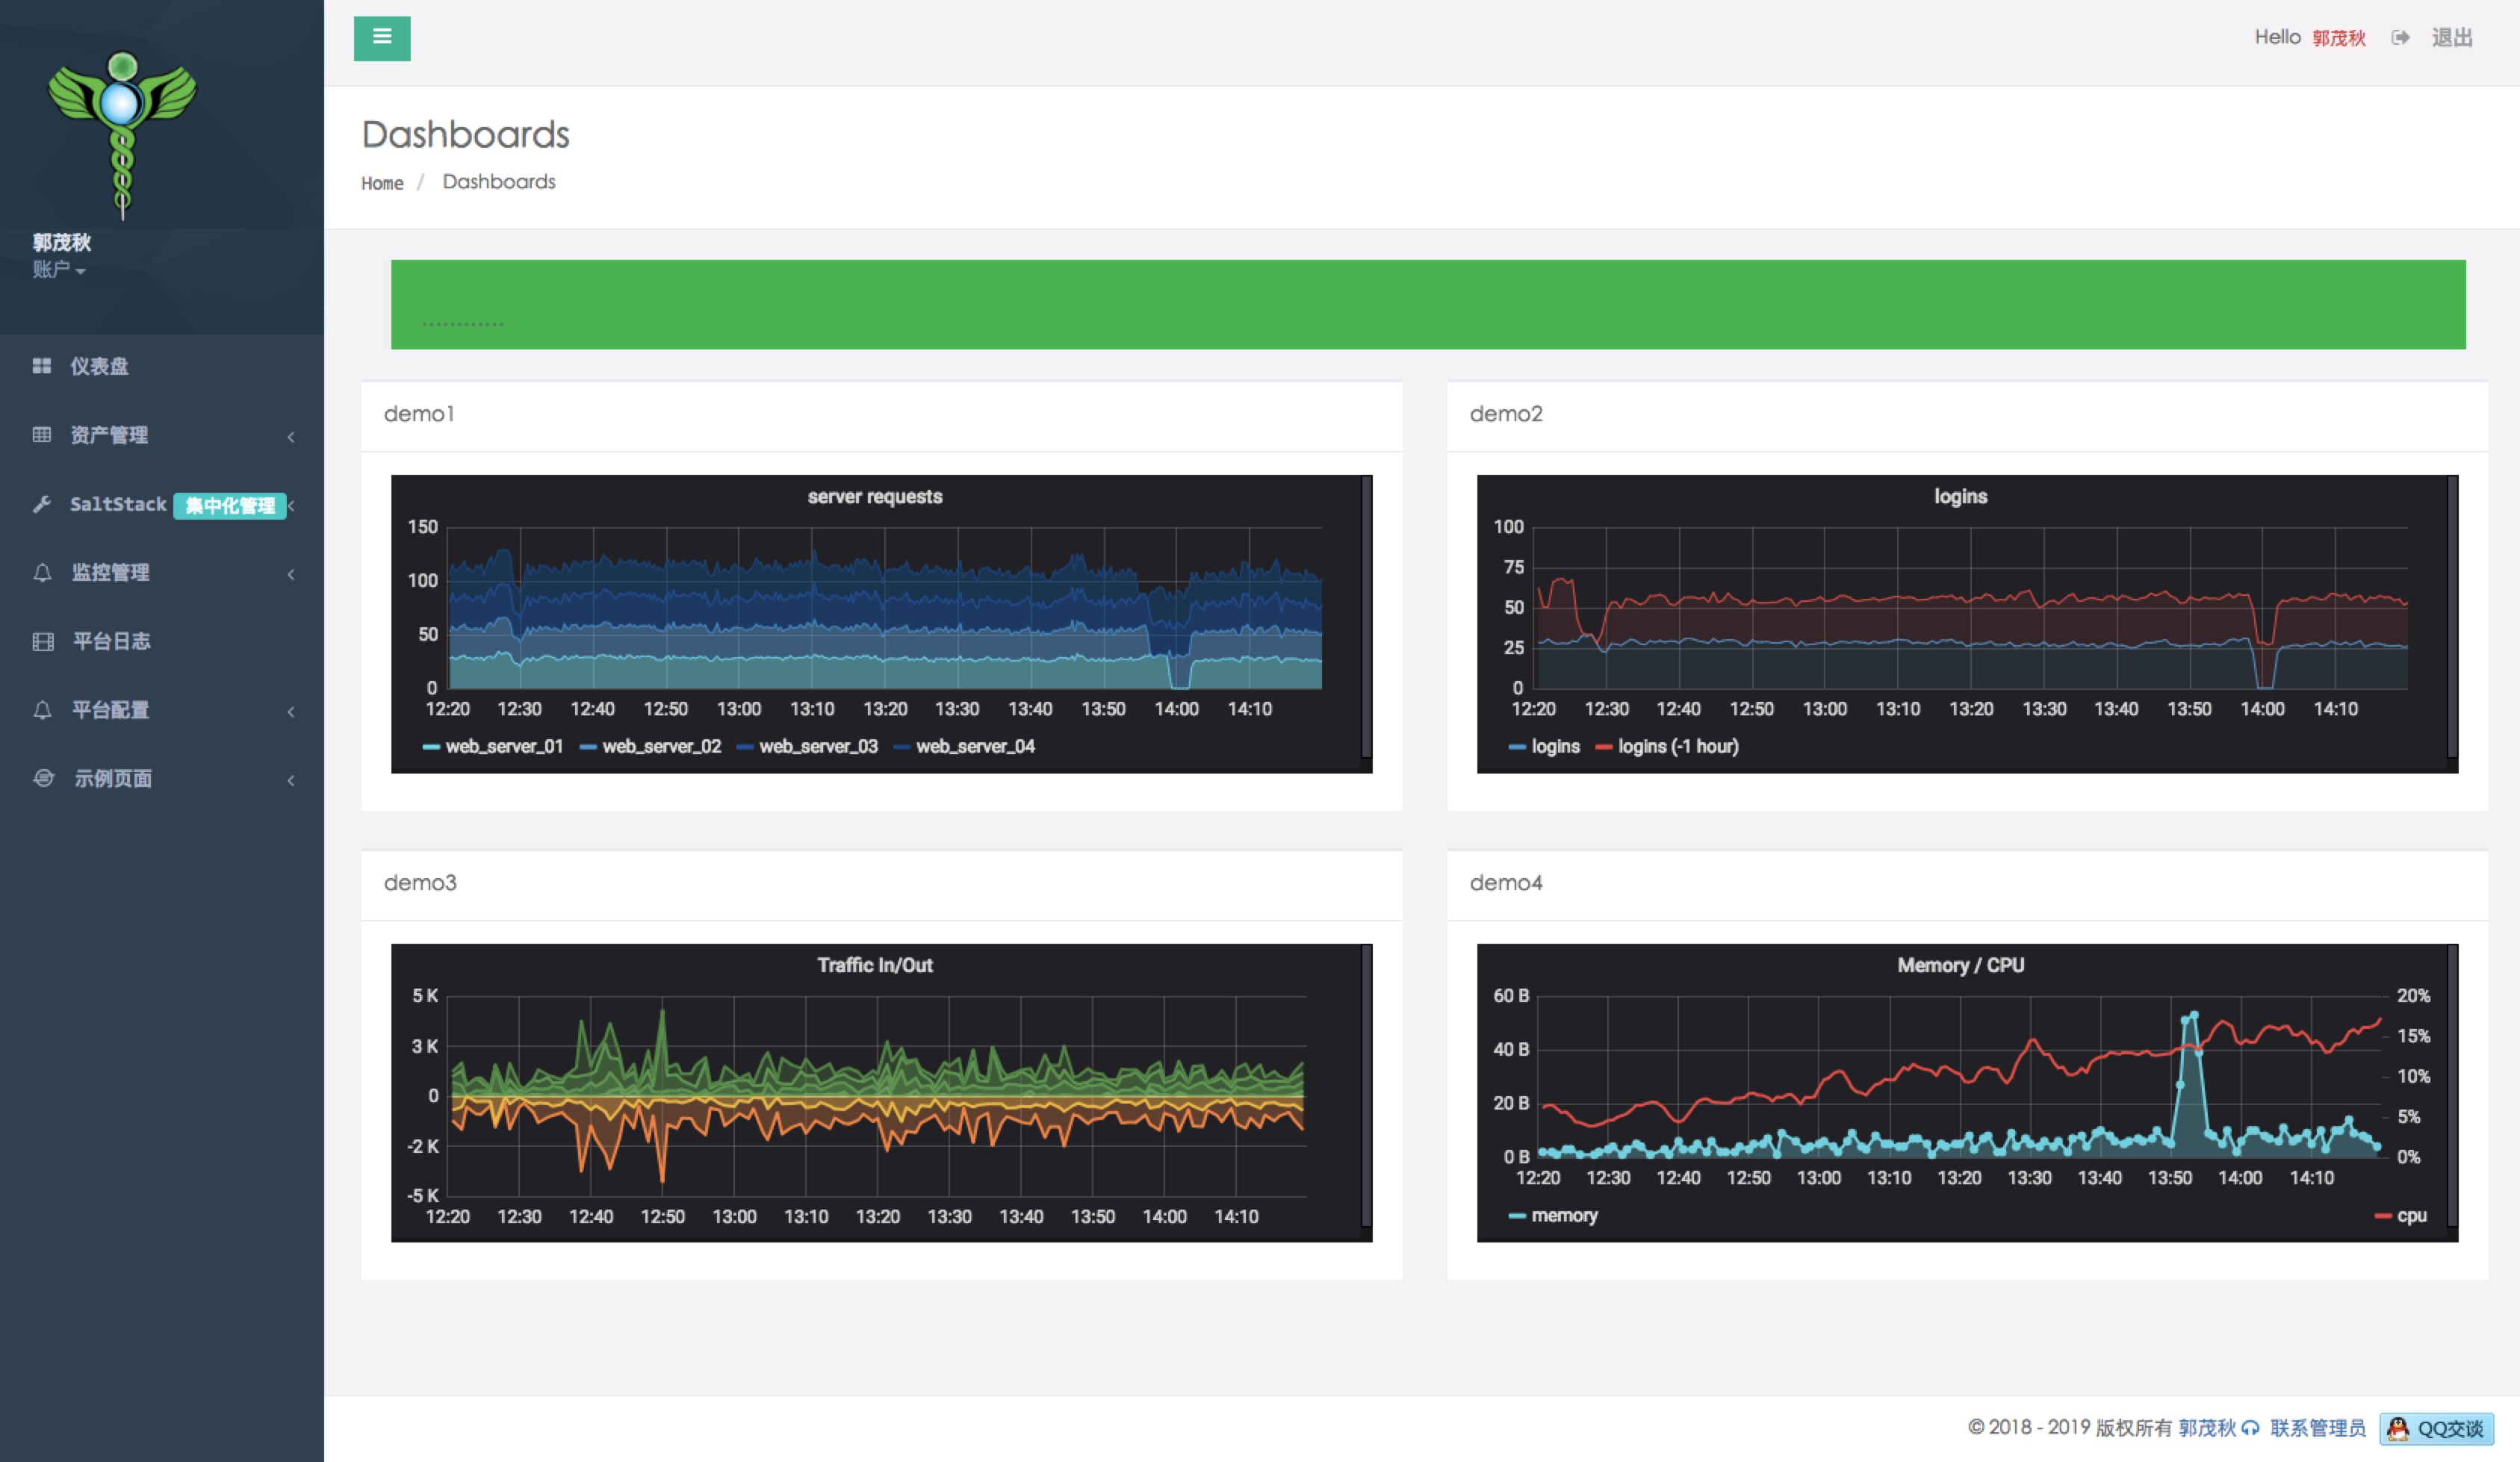 郭茂秋
账户
仪表盘
资产管理
SaltStack 集中化管理
监控管理
平台日志
平台配置
示例页面
Hello 郭茂秋 退出
Dashboards
Home / Dashboards
............
demo1
server requests
150
100
50
0
12:20 12:30 12:40 12:50 13:00 13:10 13:20 13:30 13:40 13:50 14:00 14:10
web_server_01 web_server_02 web_server_03 web_server_04
demo2
logins
100
75
50
25
0
12:20 12:30 12:40 12:50 13:00 13:10 13:20 13:30 13:40 13:50 14:00 14:10
logins logins (-1 hour)
demo3
Traffic In/Out
5 K
3 K
0
-2 K
-5 K
12:20 12:30 12:40 12:50 13:00 13:10 13:20 13:30 13:40 13:50 14:00 14:10
demo4
Memory / CPU
60 B
40 B
20 B
0 B
20%
15%
10%
5%
0%
12:20 12:30 12:40 12:50 13:00 13:10 13:20 13:30 13:40 13:50 14:00 14:10
memory cpu
© 2018 - 2019 版权所有 郭茂秋 联系管理员 QQ交谈